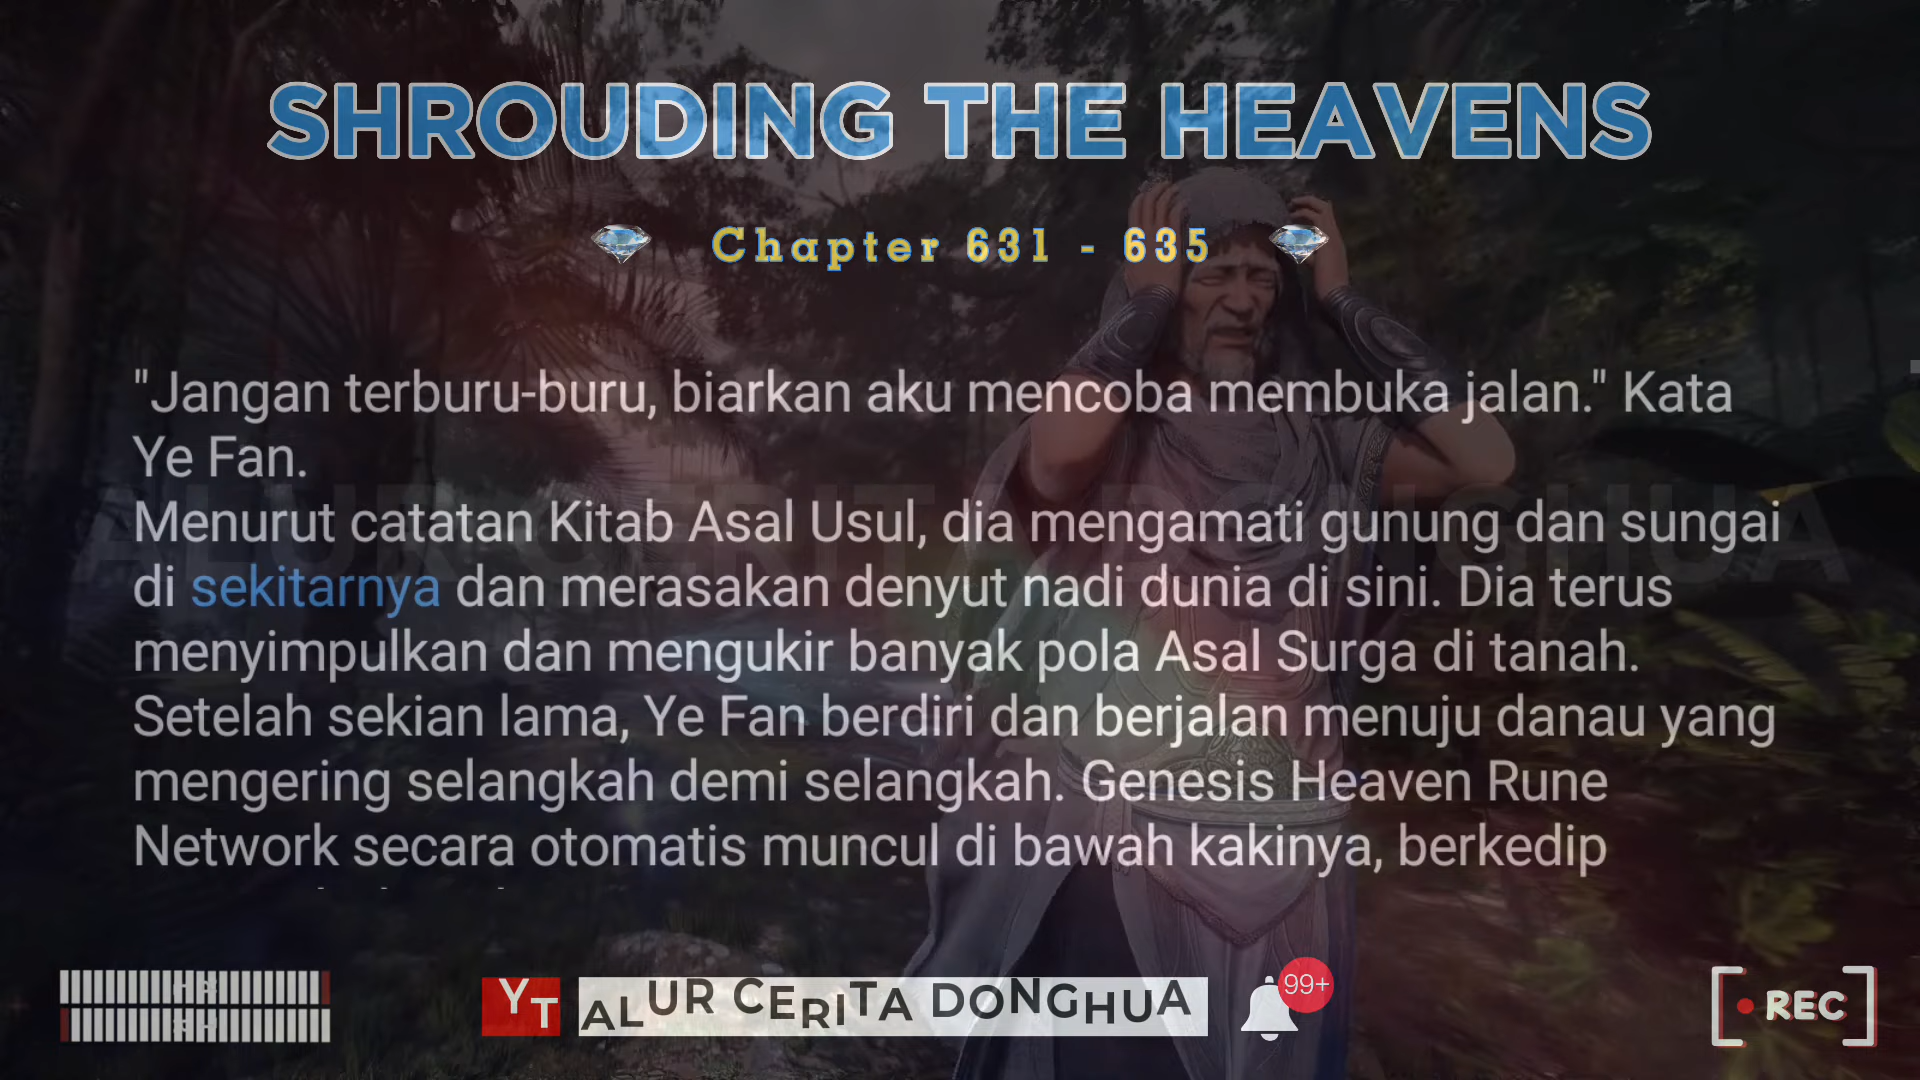 SHROUDING THE HEAVENS
Chapter 631 - 635
"Jangan terburu-buru, biarkan aku mencoba membuka jalan." Kata
Ye Fan.
Menurut catatan Kitab Asal Usul, dia mengamati gunung dan sungai
di sekitarnya dan merasakan denyut nadi dunia di sini. Dia terus
menyimpulkan dan mengukir banyak pola Asal Surga di tanah.
Setelah sekian lama, Ye Fan berdiri dan berjalan menuju danau yang
mengering selangkah demi selangkah. Genesis Heaven Rune
Network secara otomatis muncul di bawah kakinya, berkedip
ALUR CERITA DONGHUA
YT ALUR CERITA DONGHUA
99+
REC